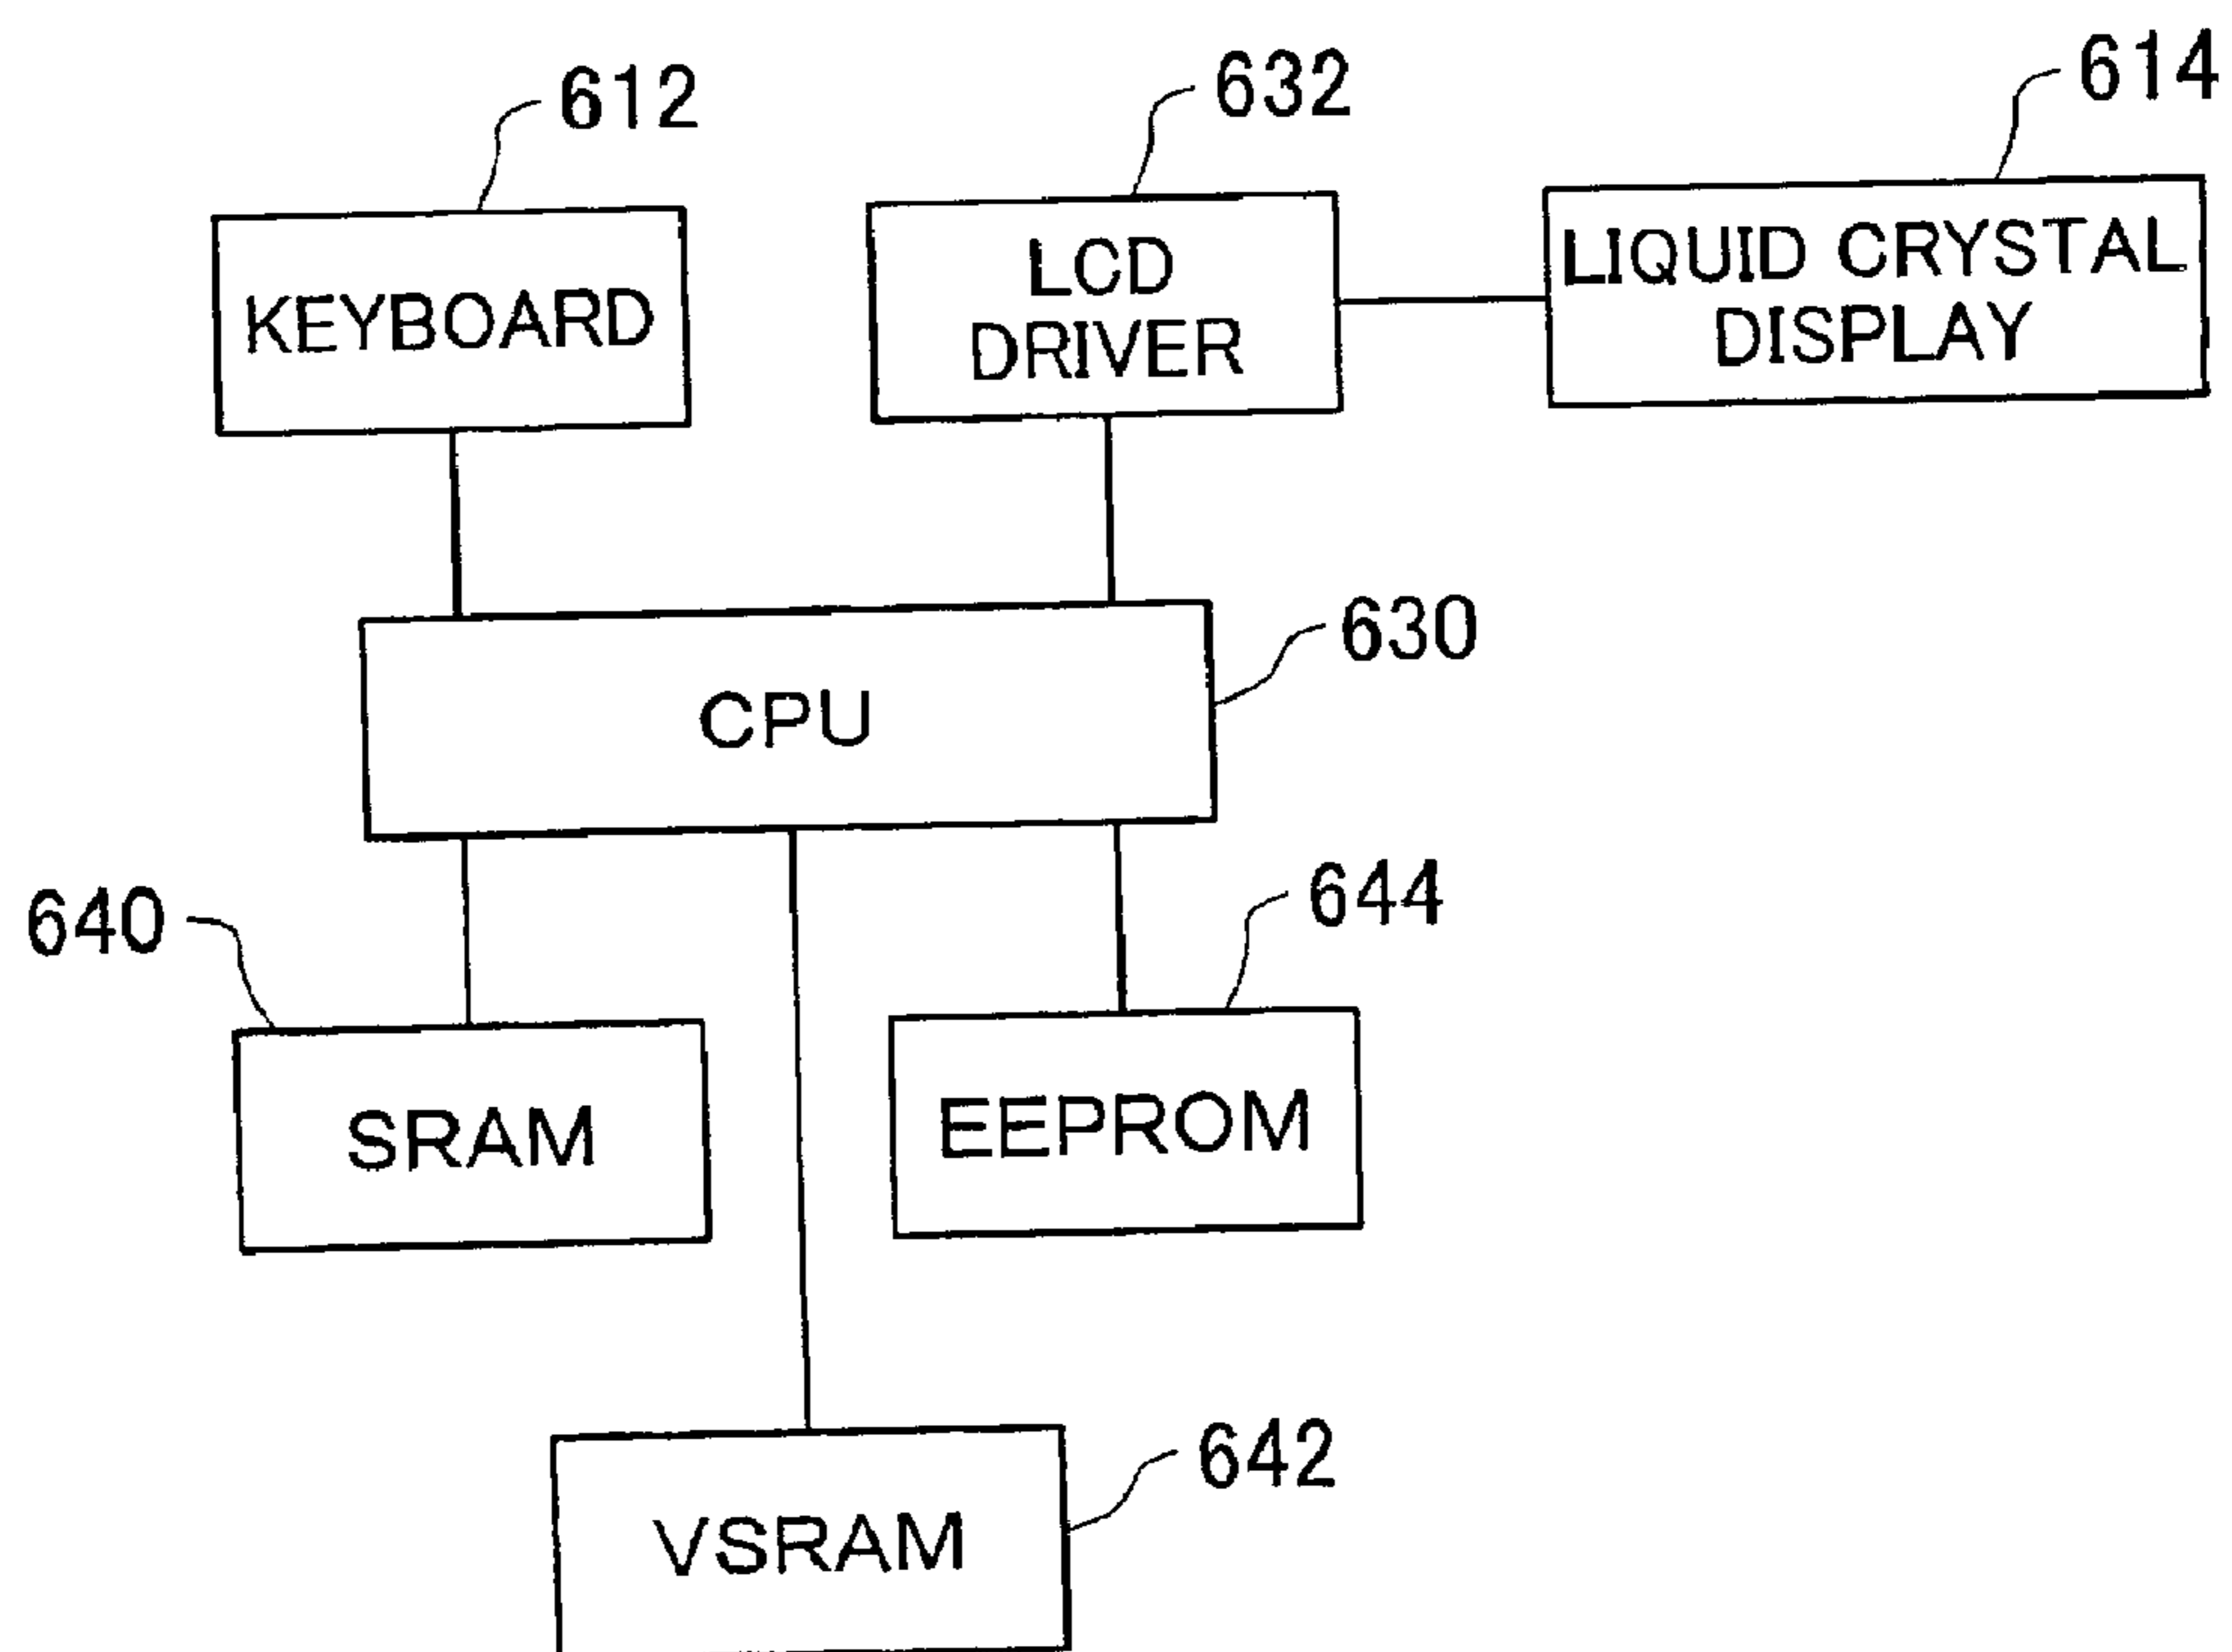 612
632
614
KEYBOARD
LCD
DRIVER
LIQUID CRYSTAL
DISPLAY
630
CPU
640
644
SRAM
EEPROM
642
VSRAM